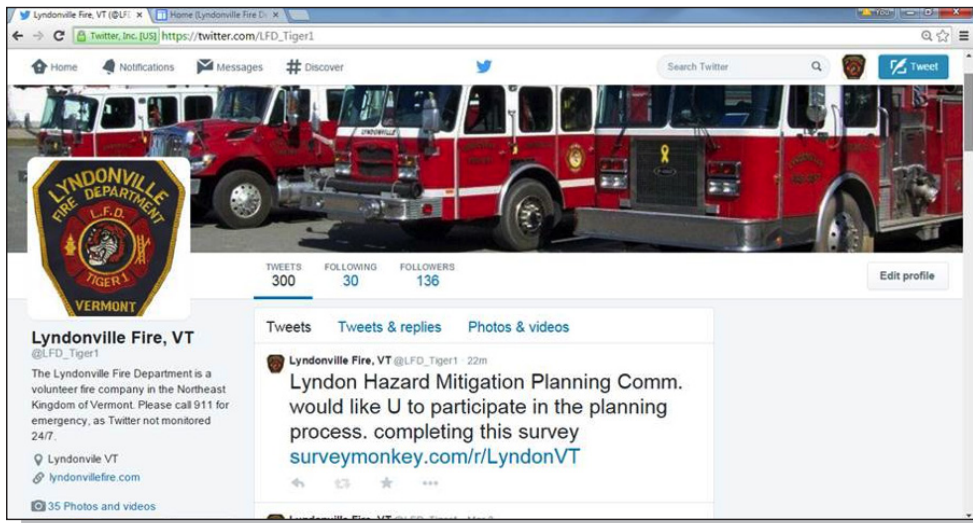 Lyndonville Fire, VT (@LFD
Home (Lyndonville Fire De
Twitter, Inc. [US] https://twitter.com/LFD_Tiger1
Home
Notifications
Messages
# Discover
Search Twitter
Tweet
LYNDONVILLE
LYNDONVILLE
FIRE DEPARTMENT
L.F.D.
TIGER 1
VERMONT
TWEETS
FOLLOWING
FOLLOWERS
300
30
136
Edit profile
Lyndonville Fire, VT
@LFD_Tiger1
The Lyndonville Fire Department is a
volunteer fire company in the Northeast
Kingdom of Vermont. Please call 911 for
emergency, as Twitter not monitored
24/7.
Lyndonvile VT
lyndonvillefire.com
35 Photos and videos
Tweets
Tweets & replies
Photos & videos
Lyndonville Fire, VT @LFD_Tiger1 · 22m
Lyndon Hazard Mitigation Planning Comm.
would like U to participate in the planning
process. completing this survey
surveymonkey.com/r/LyndonVT